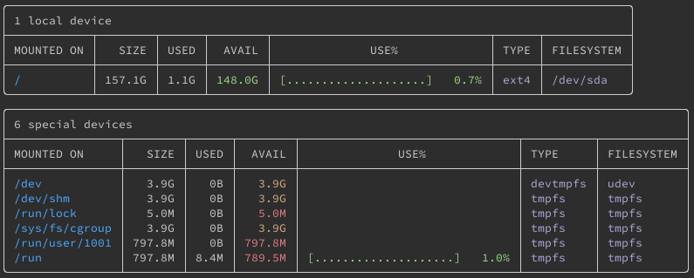 1 local device
MOUNTED ON SIZE USED AVAIL USE% TYPE FILESYSTEM
/ 157.1G 1.1G 148.0G [....................] 0.7% ext4 /dev/sda
6 special devices
MOUNTED ON SIZE USED AVAIL USE% TYPE FILESYSTEM
/dev 3.9G 0B 3.9G devtmpfs udev
/dev/shm 3.9G 0B 3.9G tmpfs tmpfs
/run/lock 5.0M 0B 5.0M tmpfs tmpfs
/sys/fs/cgroup 3.9G 0B 3.9G tmpfs tmpfs
/run/user/1001 797.8M 0B 797.8M tmpfs tmpfs
/run 797.8M 8.4M 789.5M [....................] 1.0% tmpfs tmpfs